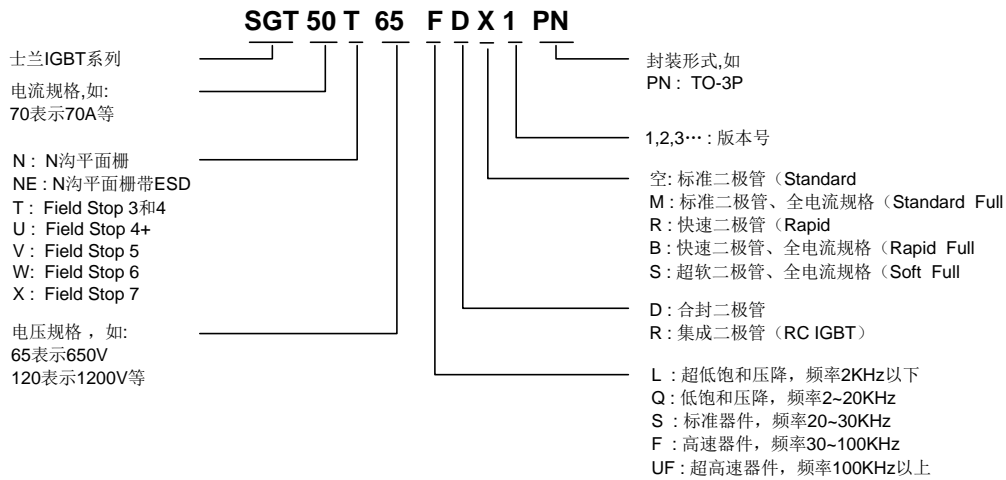 SGT 50 T 65 F D X 1 PN
士兰IGBT系列
电流规格,如:
70表示70A等
N : N沟平面栅
NE : N沟平面栅带ESD
T : Field Stop 3和4
U : Field Stop 4+
V : Field Stop 5
W: Field Stop 6
X : Field Stop 7
电压规格 ，如:
65表示650V
120表示1200V等
封装形式,如
PN : TO-3P
1,2,3… : 版本号
空: 标准二极管（Standard
M : 标准二极管、全电流规格（Standard Full
R : 快速二极管（Rapid
B : 快速二极管、全电流规格（Rapid Full
S : 超软二极管、全电流规格（Soft Full
D : 合封二极管
R : 集成二极管（RC IGBT）
L : 超低饱和压降，频率2KHz以下
Q : 低饱和压降，频率2~20KHz
S : 标准器件，频率20~30KHz
F : 高速器件，频率30~100KHz
UF : 超高速器件，频率100KHz以上